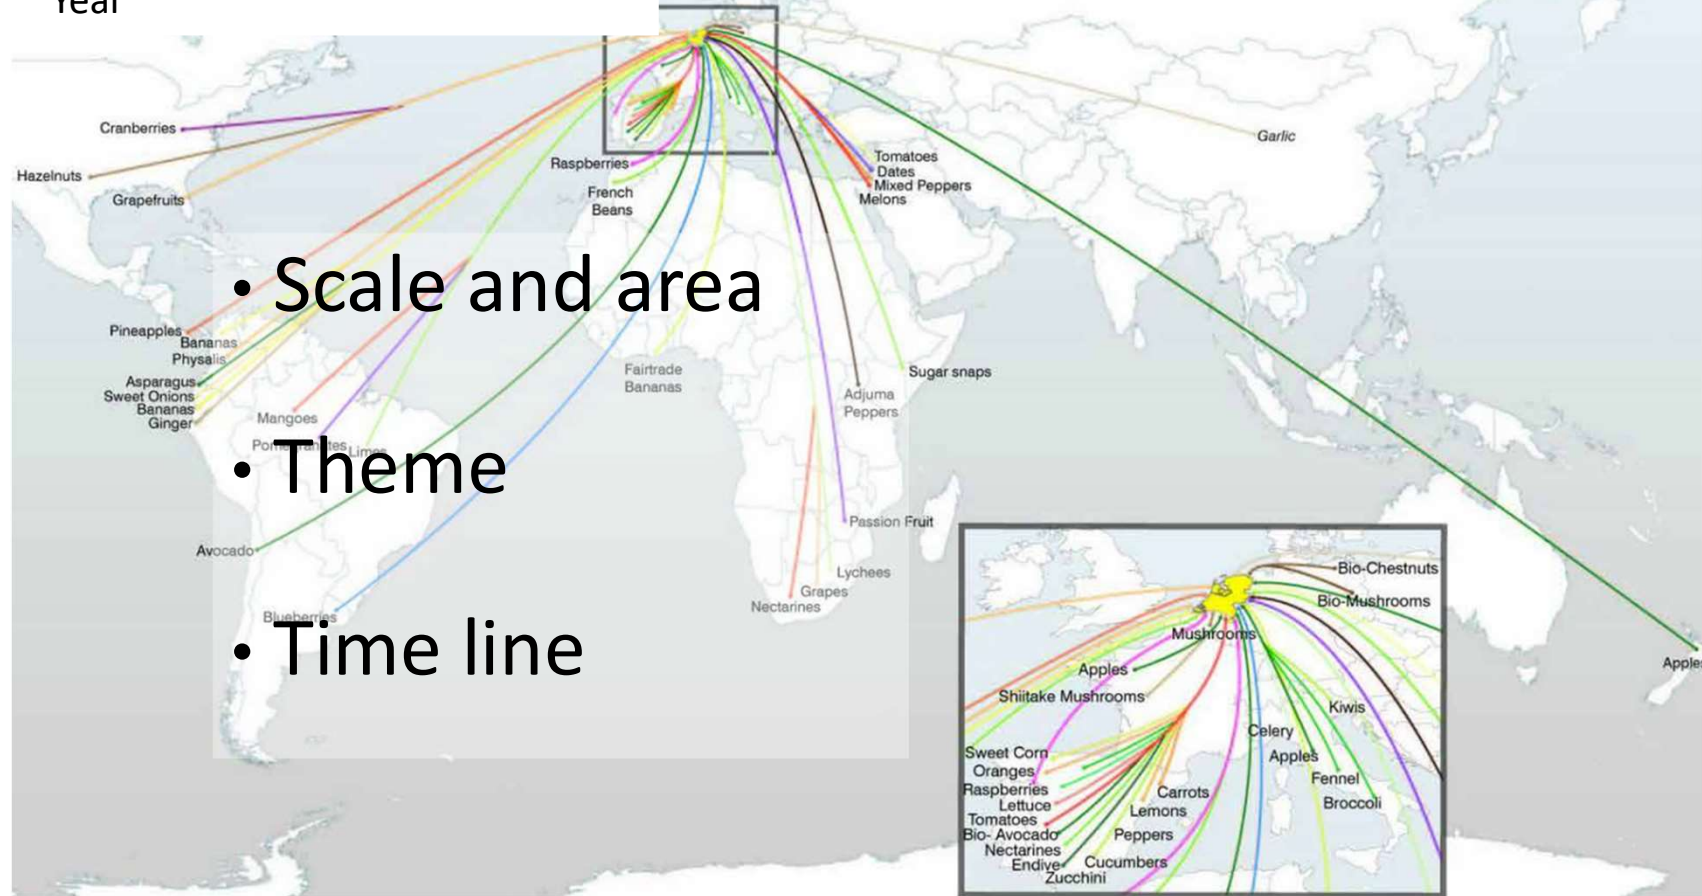 Year
Cranberries
Hazelnuts
Grapefruits
Raspberries
French
Beans
Garlic
Tomatoes
Dates
Mixed Peppers
Melons
• Scale and area
Pineapples
Bananas
Physalis
Asparagus
Sweet Onions
Bananas
Ginger
Mangoes
Pomegranates
Limes
Fairtrade
Bananas
Sugar snaps
Adjuma
Peppers
• Theme
Avocado
Passion Fruit
Lychees
Grapes
Nectarines
Blueberries
• Time line
Apples
Bio-Chestnuts
Bio-Mushrooms
Mushrooms
Apples
Shiitake Mushrooms
Kiwis
Celery
Apples
Fennel
Broccoli
Sweet Corn
Oranges
Raspberries
Lettuce
Tomatoes
Bio- Avocado
Nectarines
Endive
Zucchini
Cucumbers
Peppers
Lemons
Carrots